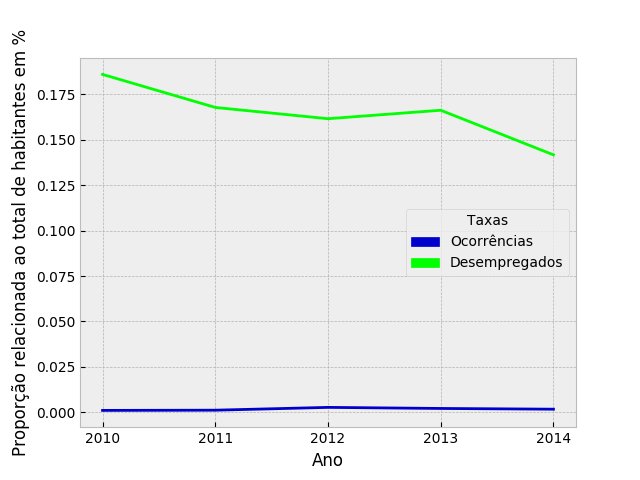 Proporção relacionada ao total de habitantes em %
0.175
0.150
0.125
0.100
0.075
0.050
0.025
0.000
Taxas
Ocorrências
Desempregados
2010 2011 2012 2013 2014
Ano